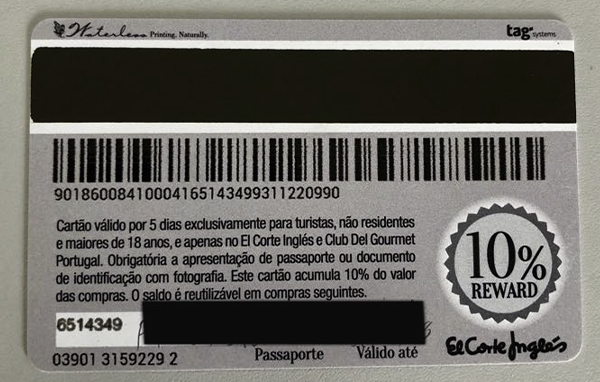 Waterless Printing. Naturally.
tag systems
90186008410004165143499311220990
Cartão válido por 5 dias exclusivamente para turistas, não residentes
e maiores de 18 anos, e apenas no El Corte Inglés e Club Del Gourmet
Portugal. Obrigatória a apresentação de passaporte ou documento
de identificação com fotografia. Este cartão acumula 10% do valor
das compras. O saldo é reutilizável em compras seguintes.
10%
REWARD
6514349
03901 3159229 2
Passaporte
Válido até
El Corte Inglés